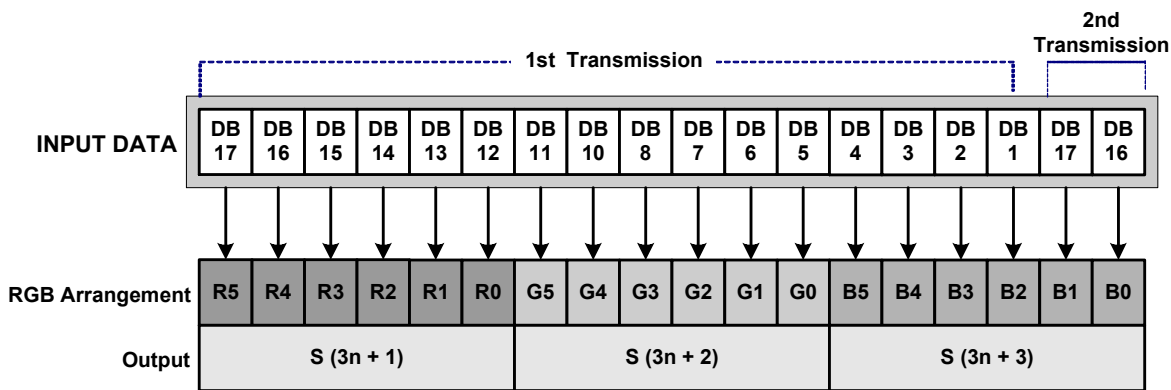 2nd
Transmission
1st Transmission
INPUT DATA
DB 17 DB 16 DB 15 DB 14 DB 13 DB 12 DB 11 DB 10 DB 8 DB 7 DB 6 DB 5 DB 4 DB 3 DB 2 DB 1 DB 17 DB 16
RGB Arrangement R5 R4 R3 R2 R1 R0 G5 G4 G3 G2 G1 G0 B5 B4 B3 B2 B1 B0
Output S (3n + 1) S (3n + 2) S (3n + 3)